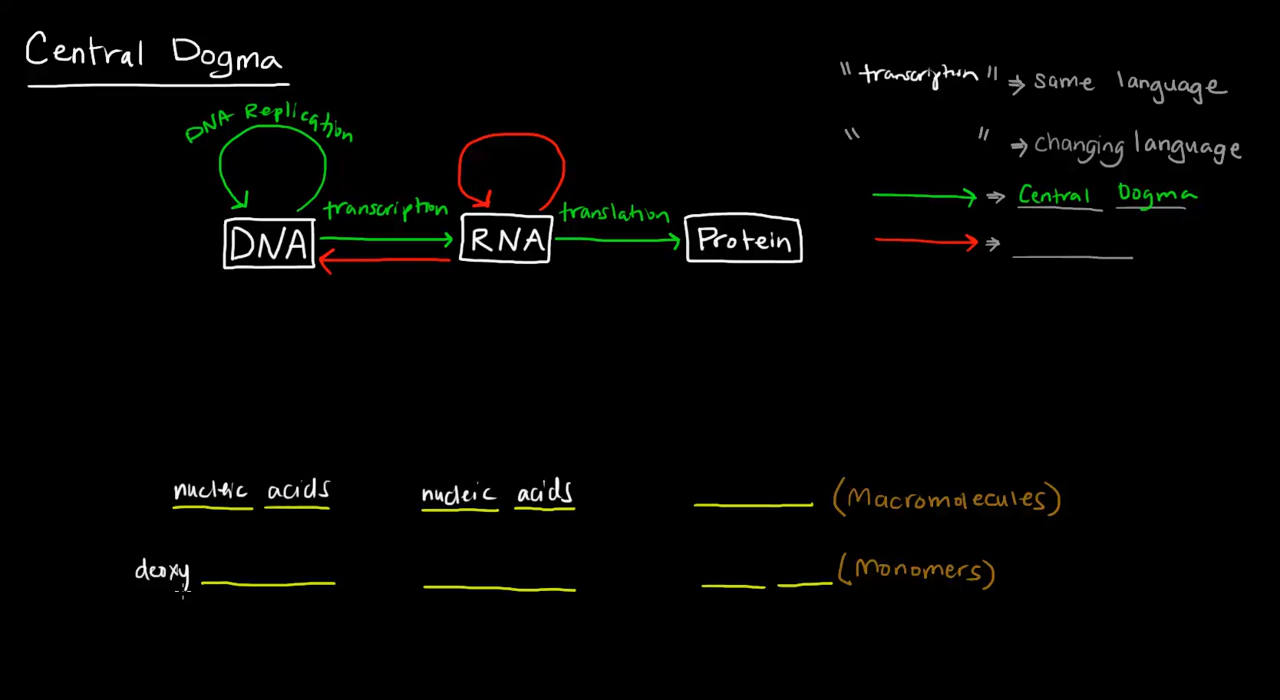 Central Dogma
"transcription" ⇒ same language
DNA Replication
" " ⇒ changing language
⇒ Central Dogma
transcription
translation
DNA
RNA
Protein
⇒
nucleic acids
nucleic acids
(Macromolecules)
deoxy
(Monomers)